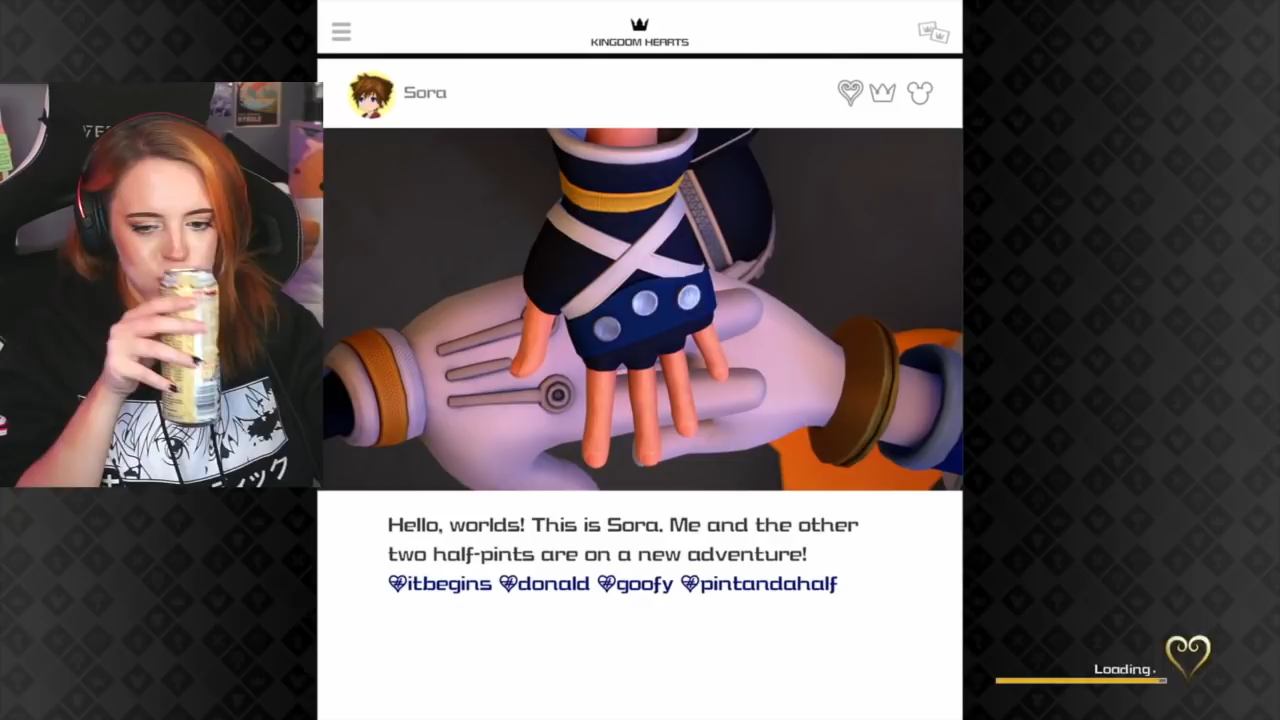 KINGDOM HEARTS
Sora
Hello, worlds! This is Sora. Me and the other
two half-pints are on a new adventure!
itbegins donald goofy pintandahalf
Loading.